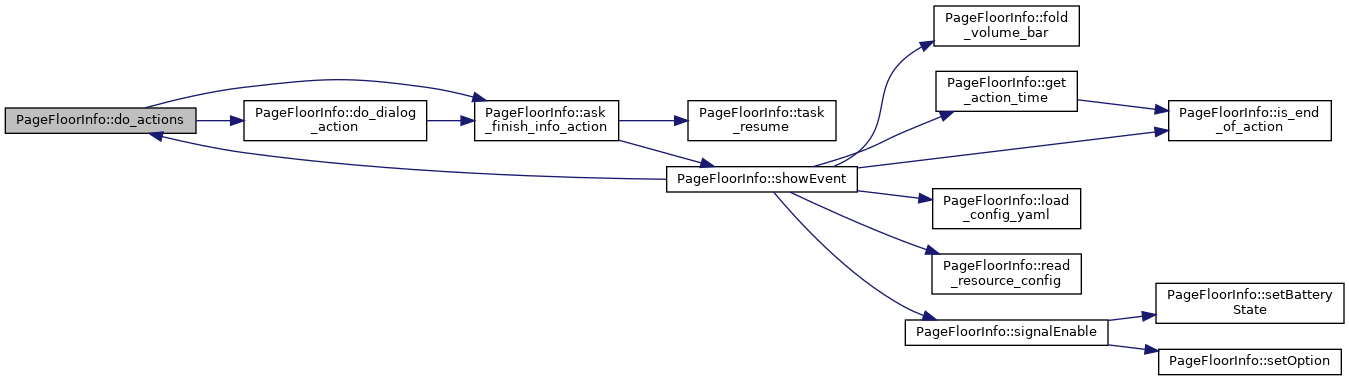 PageFloorInfo::do_actions
PageFloorInfo::do_dialog
_action
PageFloorInfo::ask
_finish_info_action
PageFloorInfo::task
_resume
PageFloorInfo::showEvent
PageFloorInfo::fold
_volume_bar
PageFloorInfo::get
_action_time
PageFloorInfo::is_end
_of_action
PageFloorInfo::load
_config_yaml
PageFloorInfo::read
_resource_config
PageFloorInfo::signalEnable
PageFloorInfo::setBattery
State
PageFloorInfo::setOption